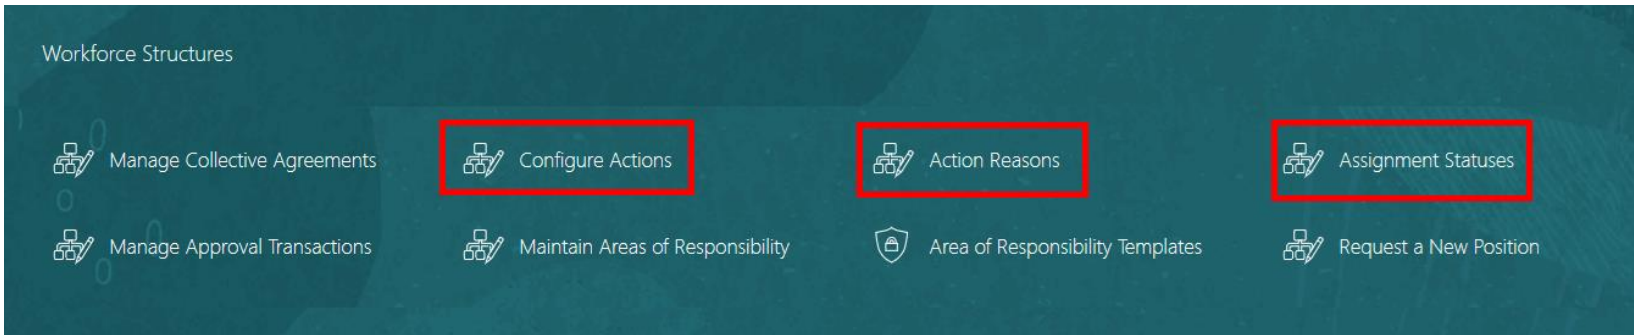 Workforce Structures
Manage Collective Agreements
Configure Actions
Action Reasons
Assignment Statuses
Manage Approval Transactions
Maintain Areas of Responsibility
Area of Responsibility Templates
Request a New Position